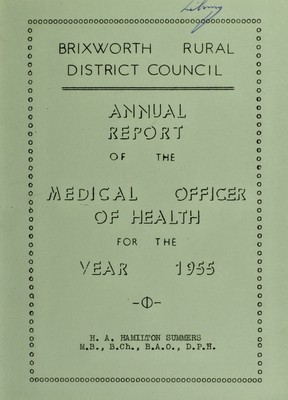 Library
BRIXWORTH RURAL
DISTRICT COUNCIL
ANNUAL
REPORT
OF THE
MEDICAL OFFICER
OF HEALTH
FOR THE
YEAR 1955
H. A. HAMILTON SUMMERS
M.B., B.Ch., B.A.O., D.P.H.